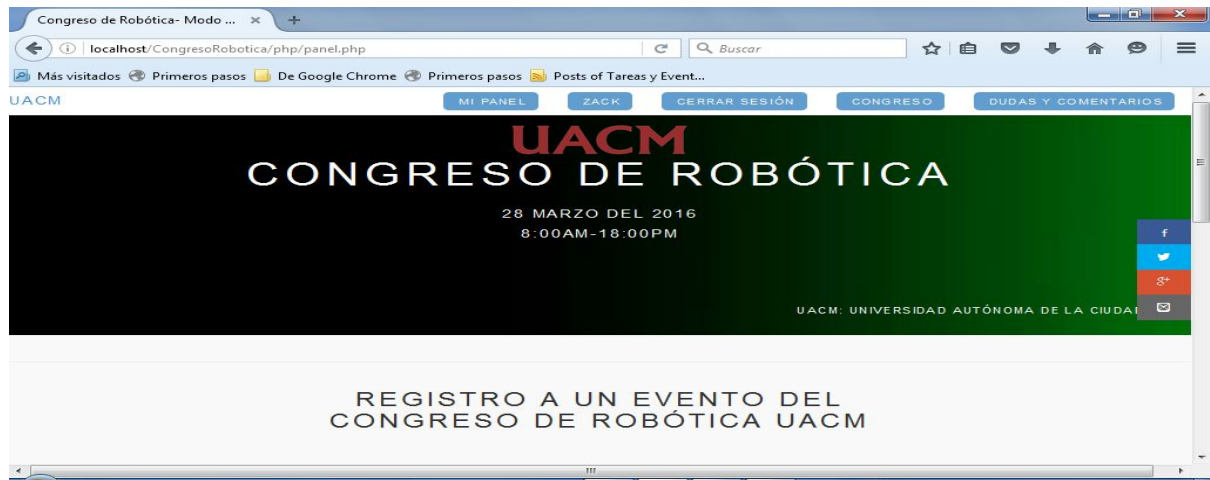 Congreso de Robótica- Modo ...
localhost/CongresoRobotica/php/panel.php
Buscar
Más visitados Primeros pasos De Google Chrome Primeros pasos Posts of Tareas y Event...
UACM
MI PANEL ZACK CERRAR SESIÓN CONGRESO DUDAS Y COMENTARIOS
UACM
CONGRESO DE ROBÓTICA
28 MARZO DEL 2016
8:00AM-18:00PM
f
g+
UACM: UNIVERSIDAD AUTÓNOMA DE LA CIUDA
REGISTRO A UN EVENTO DEL
CONGRESO DE ROBÓTICA UACM